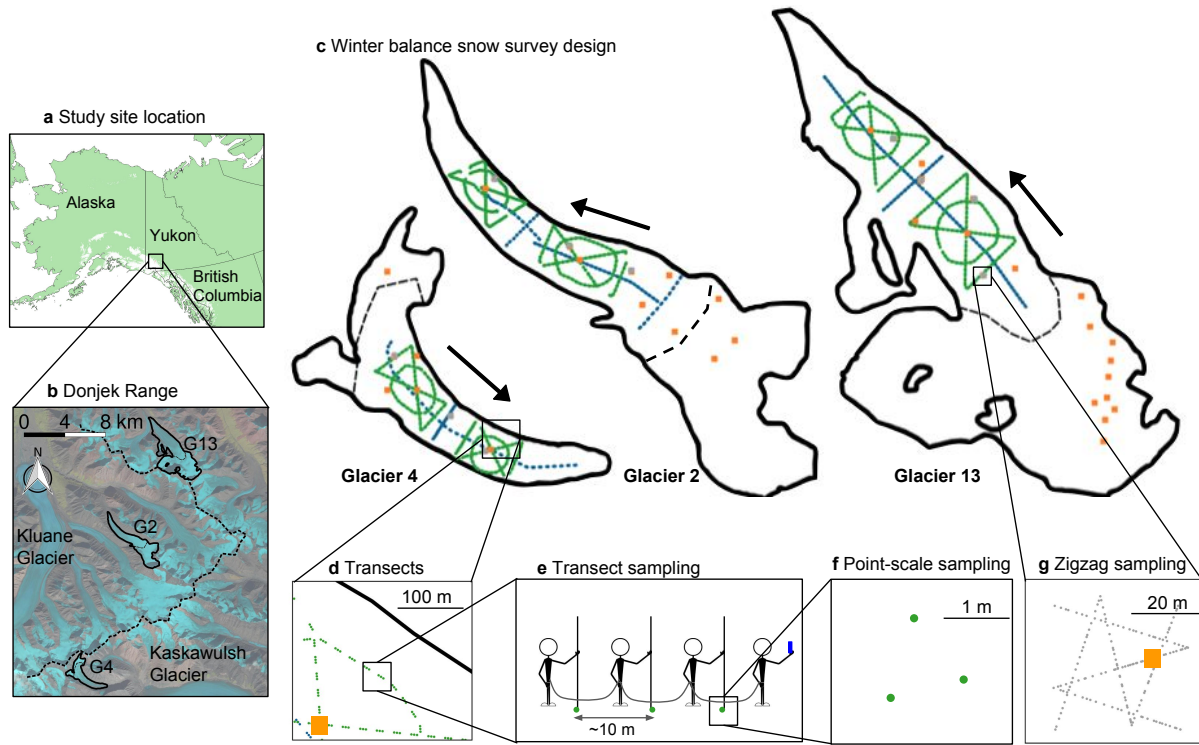 c Winter balance snow survey design
a Study site location
Alaska
Yukon
British
Columbia
b Donjek Range
0 4 8 km
N
G13
G2
Kluane
Glacier
Kaskawulsh
Glacier
G4
Glacier 4
Glacier 2
Glacier 13
d Transects
100 m
e Transect sampling
~10 m
f Point-scale sampling
1 m
g Zigzag sampling
20 m